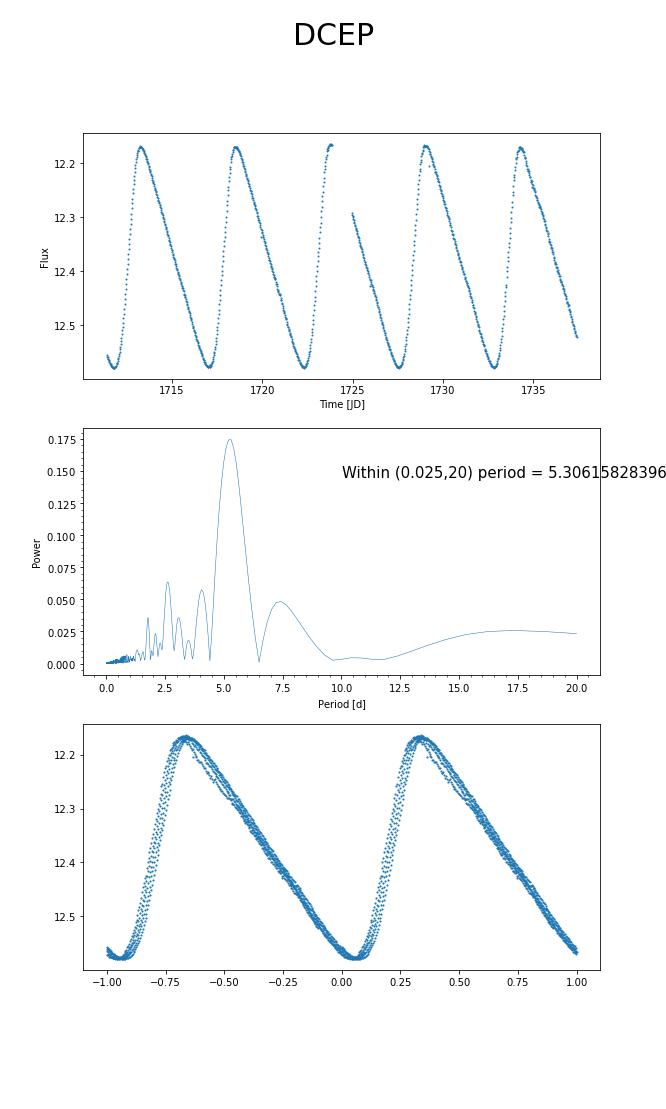 DCEP
12.2
12.3
12.4
12.5
Flux
1715 1720 1725 1730 1735
Time [JD]
0.175
0.150
0.125
0.100
0.075
0.050
0.025
0.000
Power
Within (0.025,20) period = 5.30615828396
0.0 2.5 5.0 7.5 10.0 12.5 15.0 17.5 20.0
Period [d]
12.2
12.3
12.4
12.5
−1.00 −0.75 −0.50 −0.25 0.00 0.25 0.50 0.75 1.00